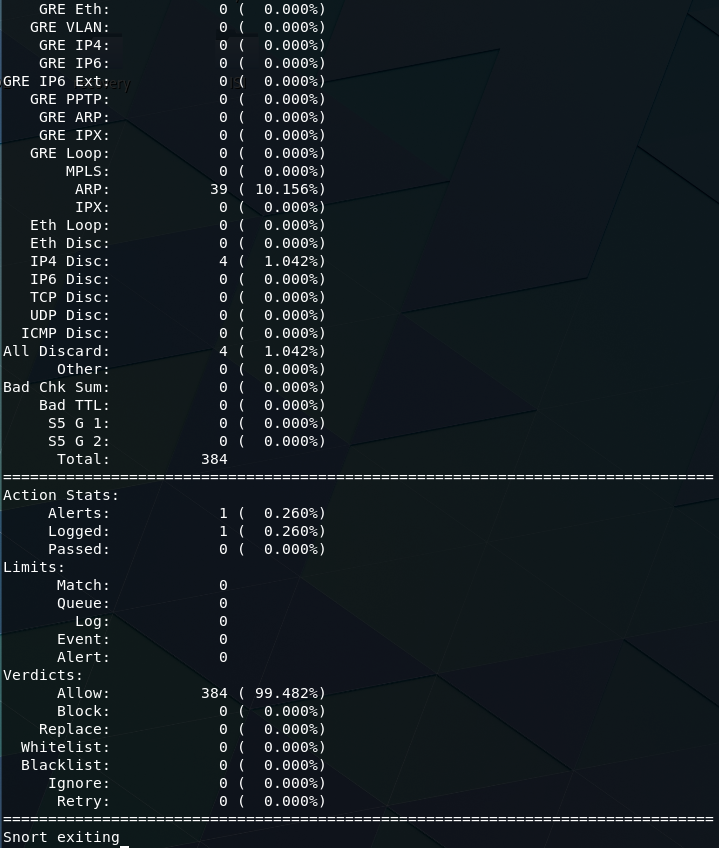 GRE Eth: 0 ( 0.000%)
GRE VLAN: 0 ( 0.000%)
GRE IP4: 0 ( 0.000%)
GRE IP6: 0 ( 0.000%)
GRE IP6 Ext: 0 ( 0.000%)
GRE PPTP: 0 ( 0.000%)
GRE ARP: 0 ( 0.000%)
GRE IPX: 0 ( 0.000%)
GRE Loop: 0 ( 0.000%)
MPLS: 0 ( 0.000%)
ARP: 39 ( 10.156%)
IPX: 0 ( 0.000%)
Eth Loop: 0 ( 0.000%)
Eth Disc: 0 ( 0.000%)
IP4 Disc: 4 ( 1.042%)
IP6 Disc: 0 ( 0.000%)
TCP Disc: 0 ( 0.000%)
UDP Disc: 0 ( 0.000%)
ICMP Disc: 0 ( 0.000%)
All Discard: 4 ( 1.042%)
Other: 0 ( 0.000%)
Bad Chk Sum: 0 ( 0.000%)
Bad TTL: 0 ( 0.000%)
S5 G 1: 0 ( 0.000%)
S5 G 2: 0 ( 0.000%)
Total: 384
===============================================================================
Action Stats:
Alerts: 1 ( 0.260%)
Logged: 1 ( 0.260%)
Passed: 0 ( 0.000%)
Limits:
Match: 0
Queue: 0
Log: 0
Event: 0
Alert: 0
Verdicts:
Allow: 384 ( 99.482%)
Block: 0 ( 0.000%)
Replace: 0 ( 0.000%)
Whitelist: 0 ( 0.000%)
Blacklist: 0 ( 0.000%)
Ignore: 0 ( 0.000%)
Retry: 0 ( 0.000%)
===============================================================================
Snort exiting